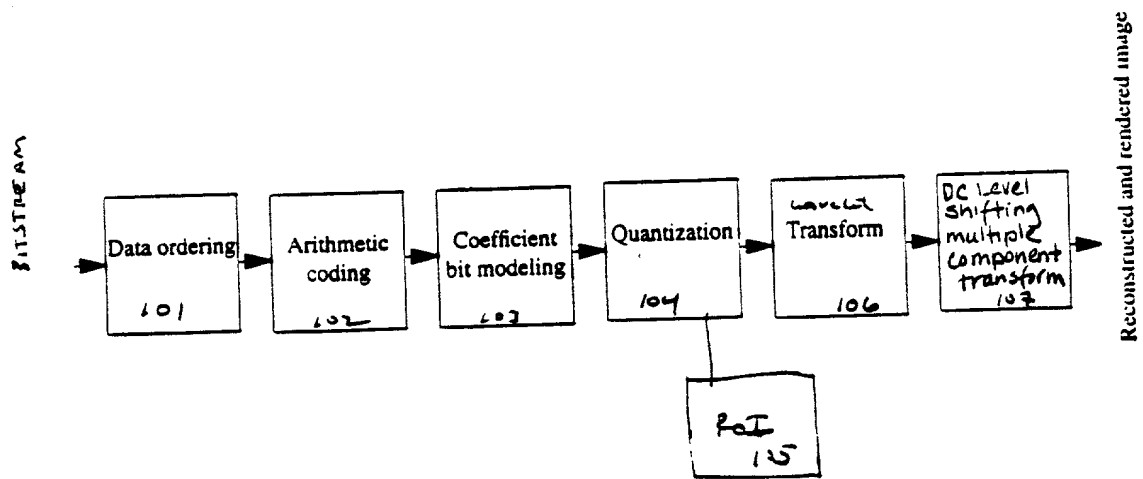 BITSTREAM
Data ordering
101
Arithmetic
coding
102
Coefficient
bit modeling
103
Quantization
104
wavelet
Transform
106
DC Level
shifting
multiple
component
transform
107
Reconstructed and rendered image
RoI
105